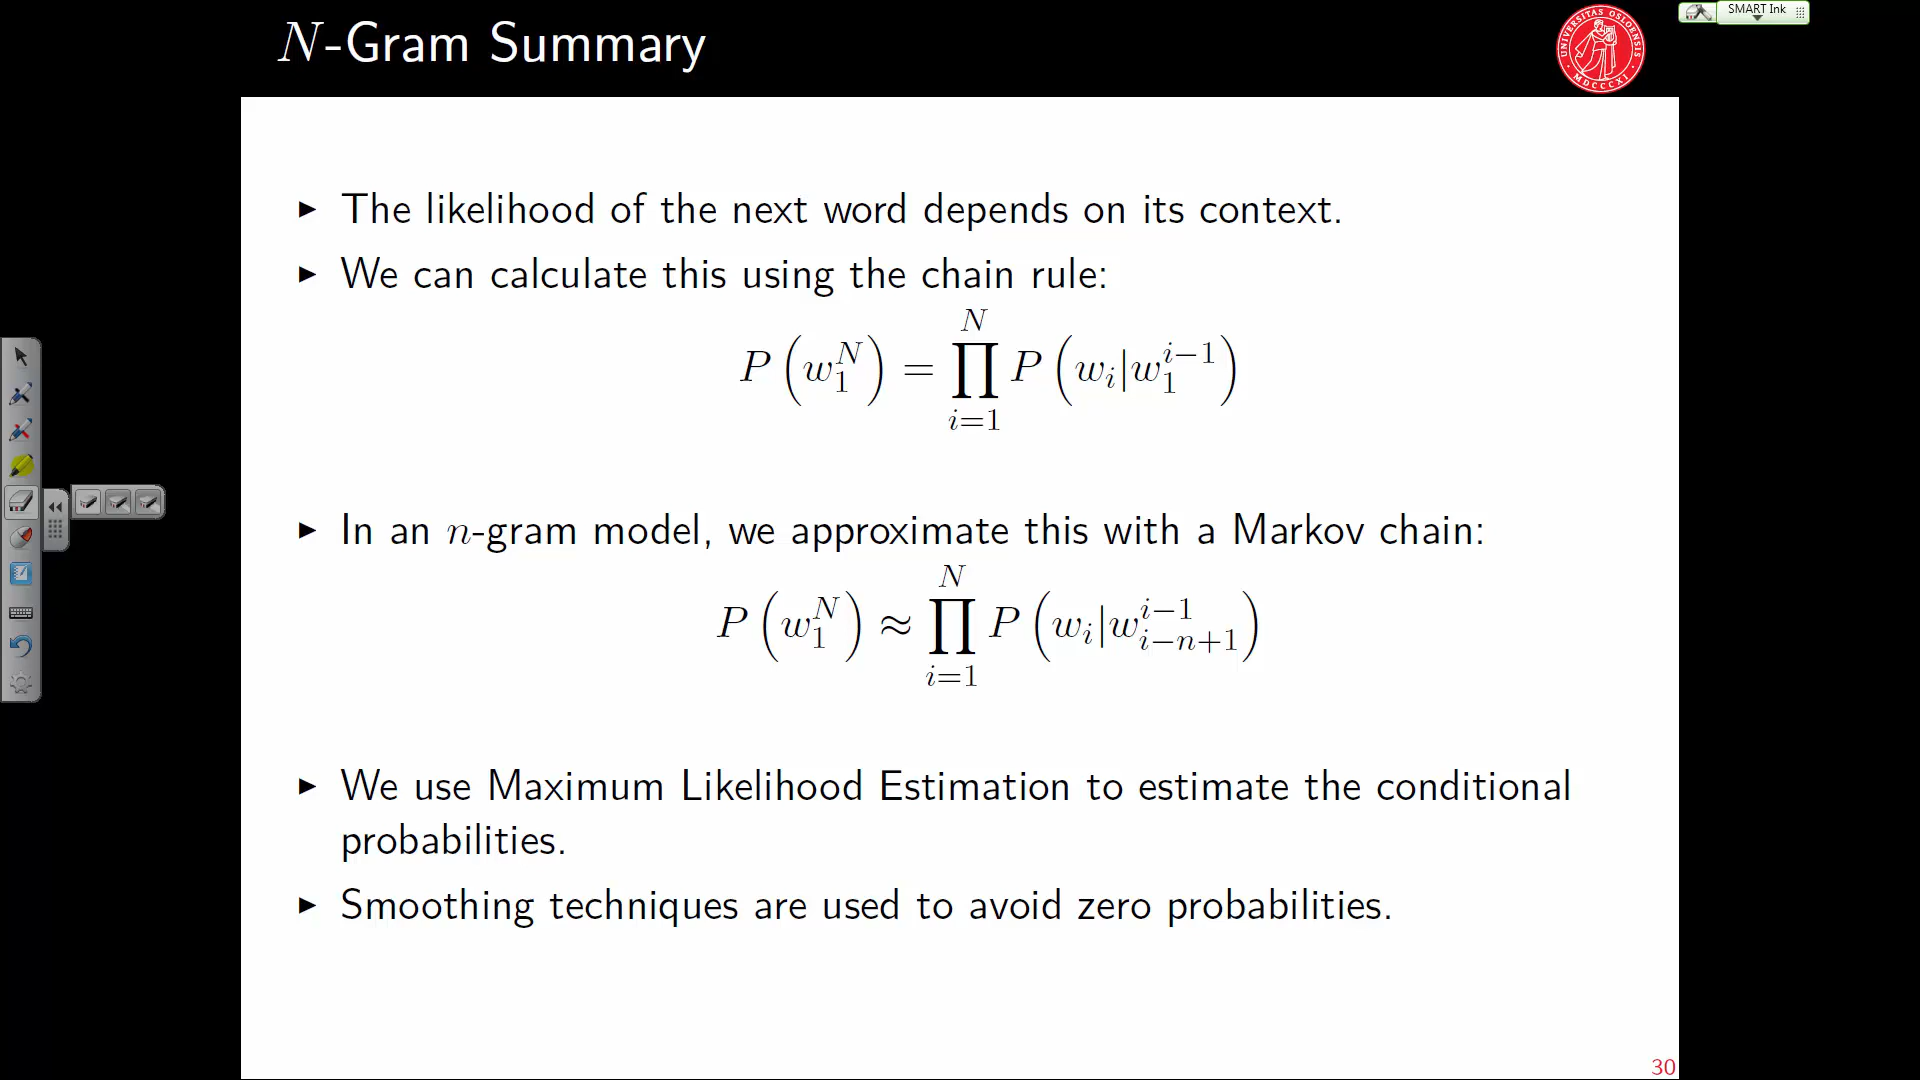 N-Gram Summary
UNIVERSITAS OSLOENSIS
MDCCCXI
SMART Ink
▶ The likelihood of the next word depends on its context.
▶ We can calculate this using the chain rule:
P(w_1^N) = ∏_{i=1}^{N} P(w_i|w_1^{i−1})
▶ In an n-gram model, we approximate this with a Markov chain:
P(w_1^N) ≈ ∏_{i=1}^{N} P(w_i|w_{i−n+1}^{i−1})
▶ We use Maximum Likelihood Estimation to estimate the conditional
probabilities.
▶ Smoothing techniques are used to avoid zero probabilities.
30